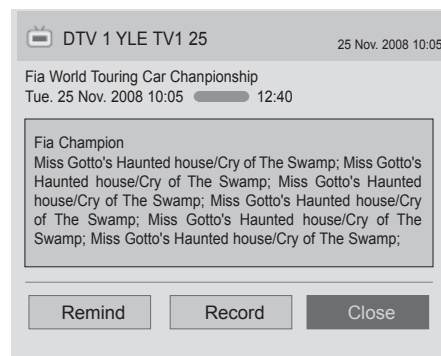 DTV 1 YLE TV1 25
25 Nov. 2008 10:05
Fia World Touring Car Chanpionship
Tue. 25 Nov. 2008 10:05 12:40
Fia Champion
Miss Gotto's Haunted house/Cry of The Swamp; Miss Gotto's
Haunted house/Cry of The Swamp; Miss Gotto's Haunted
house/Cry of The Swamp; Miss Gotto's Haunted house/Cry
of The Swamp; Miss Gotto's Haunted house/Cry of The
Swamp; Miss Gotto's Haunted house/Cry of The Swamp;
Remind Record Close